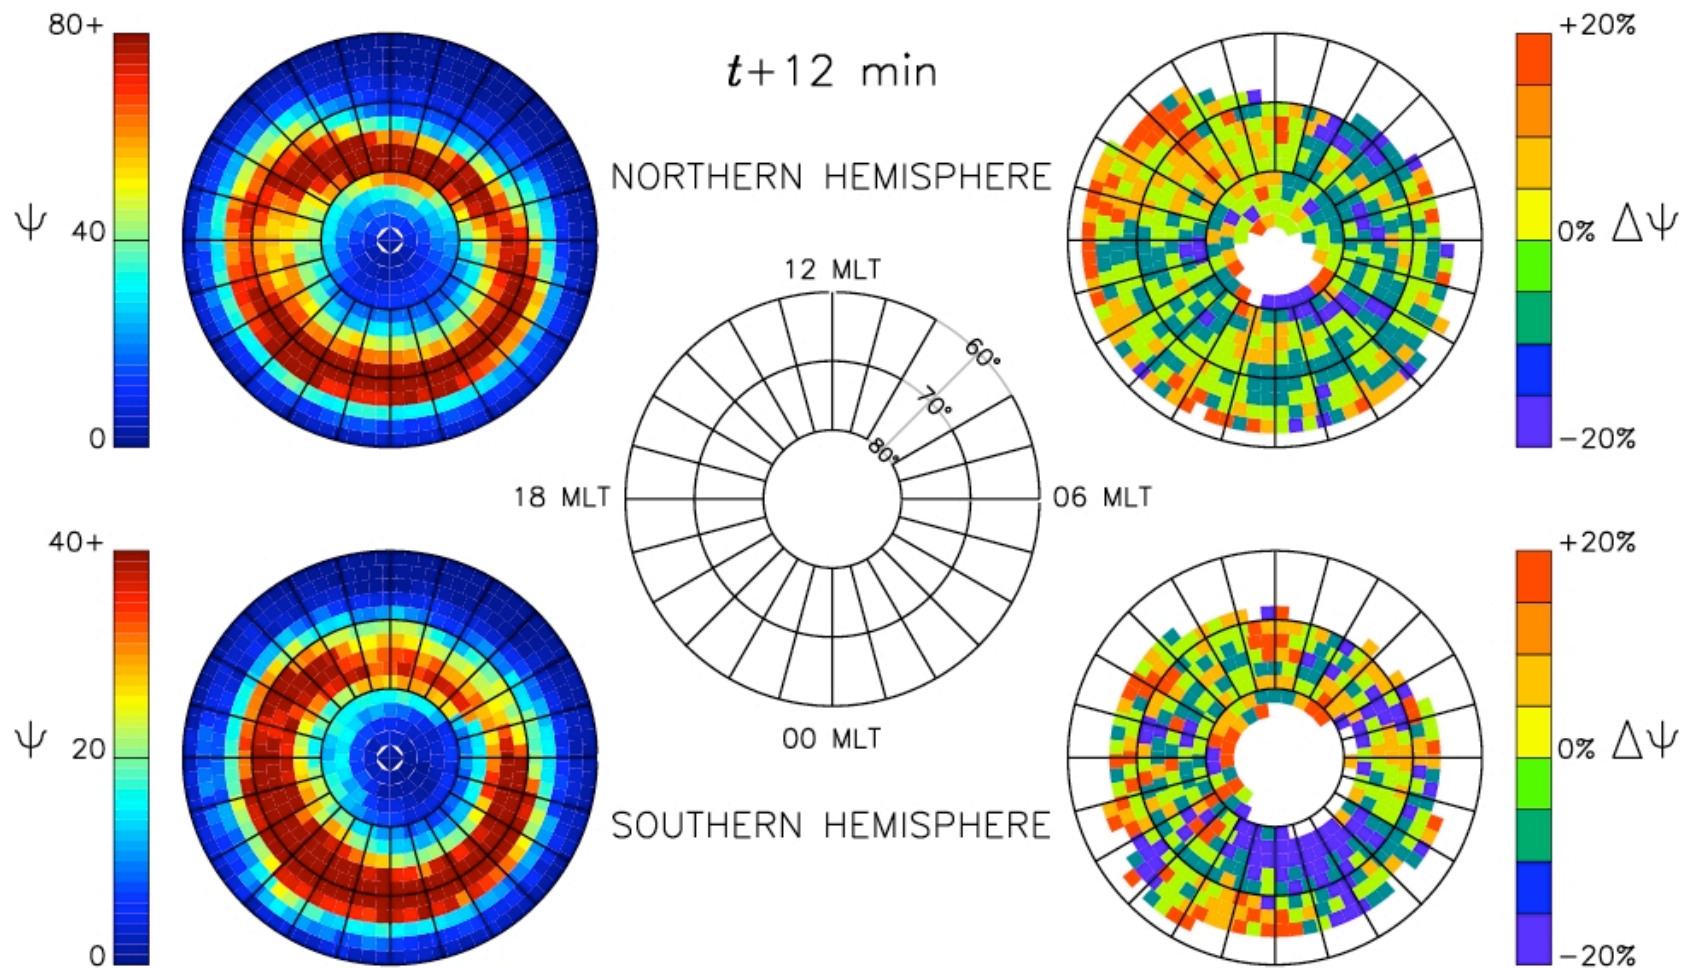 80+
t+12 min
+20%
NORTHERN HEMISPHERE
ψ
40
0% Δψ
12 MLT
60°
70°
80°
0
−20%
18 MLT
06 MLT
40+
+20%
00 MLT
ψ
20
0% Δψ
SOUTHERN HEMISPHERE
0
−20%